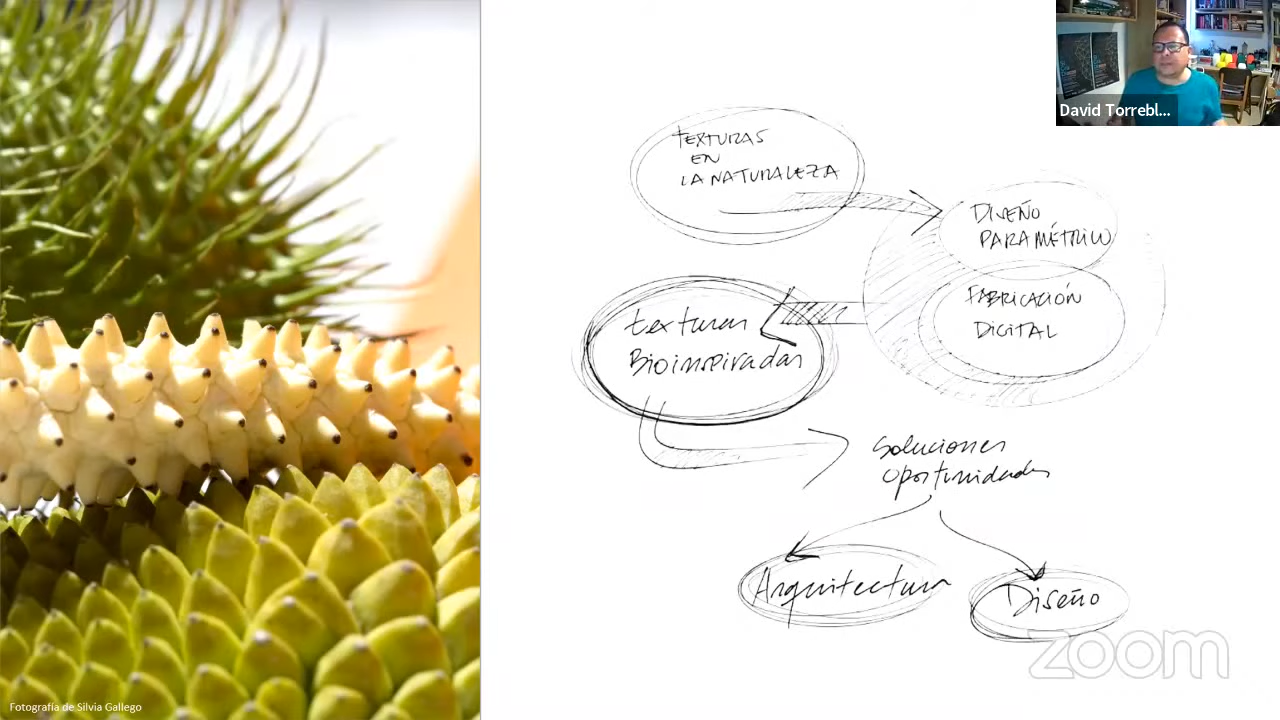 David Torrebl...
TEXTURAS
EN
LA NATURALEZA
DISEÑO
PARAMÉTRICO
FABRICACIÓN
DIGITAL
texturas
Bioinspiradas
Soluciones
oportunidades
Arquitectura
Diseño
zoom
Fotografía de Silvia Gallego